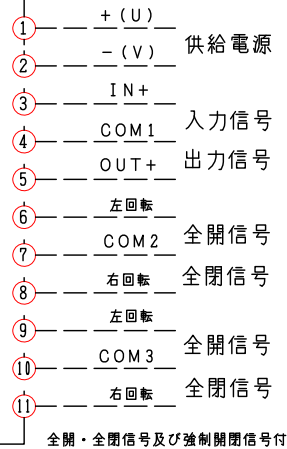 ① +(U)
供給電源
② -(V)
③ IN+
入力信号
④ COM1
出力信号
⑤ OUT+
⑥ 左回転
全開信号
⑦ COM2
全閉信号
⑧ 右回転
⑨ 左回転
全開信号
⑩ COM3
全閉信号
⑪ 右回転
全開・全閉信号及び強制開閉信号付